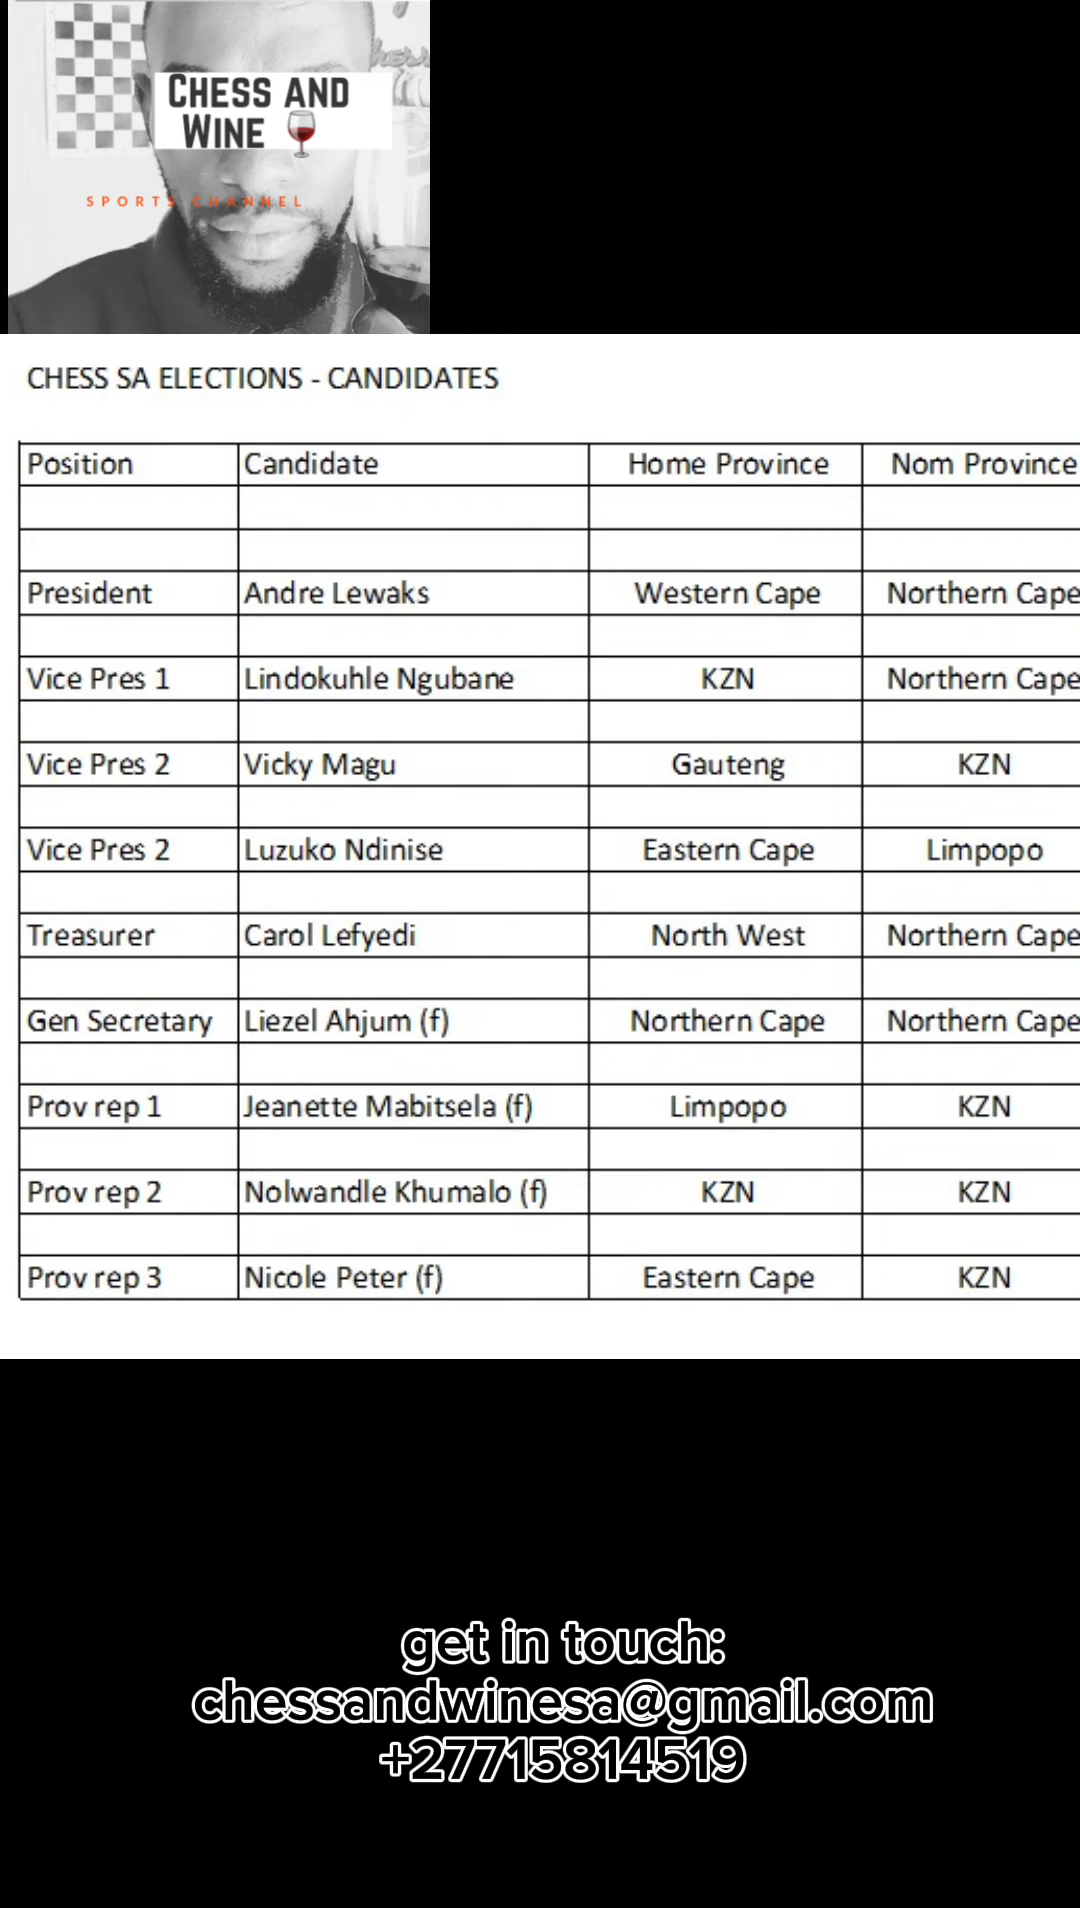 CHESS AND
WINE
SPORTS CHANNEL
CHESS SA ELECTIONS - CANDIDATES
Position Candidate Home Province Nom Province
President Andre Lewaks Western Cape Northern Cape
Vice Pres 1 Lindokuhle Ngubane KZN Northern Cape
Vice Pres 2 Vicky Magu Gauteng KZN
Vice Pres 2 Luzuko Ndinise Eastern Cape Limpopo
Treasurer Carol Lefyedi North West Northern Cape
Gen Secretary Liezel Ahjum (f) Northern Cape Northern Cape
Prov rep 1 Jeanette Mabitsela (f) Limpopo KZN
Prov rep 2 Nolwandle Khumalo (f) KZN KZN
Prov rep 3 Nicole Peter (f) Eastern Cape KZN
get in touch:
chessandwinesa@gmail.com
+27715814519